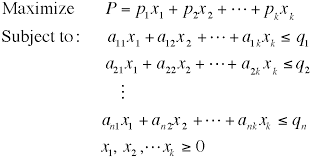 Maximize P = p₁x₁ + p₂x₂ + ··· + pₖxₖ
Subject to: a₁₁x₁ + a₁₂x₂ + ··· + a₁ₖxₖ ≤ q₁
a₂₁x₁ + a₂₂x₂ + ··· + a₂ₖxₖ ≤ q₂
⋮
aₙ₁x₁ + aₙ₂x₂ + ··· + aₙₖxₖ ≤ qₙ
x₁, x₂, ··· xₖ ≥ 0